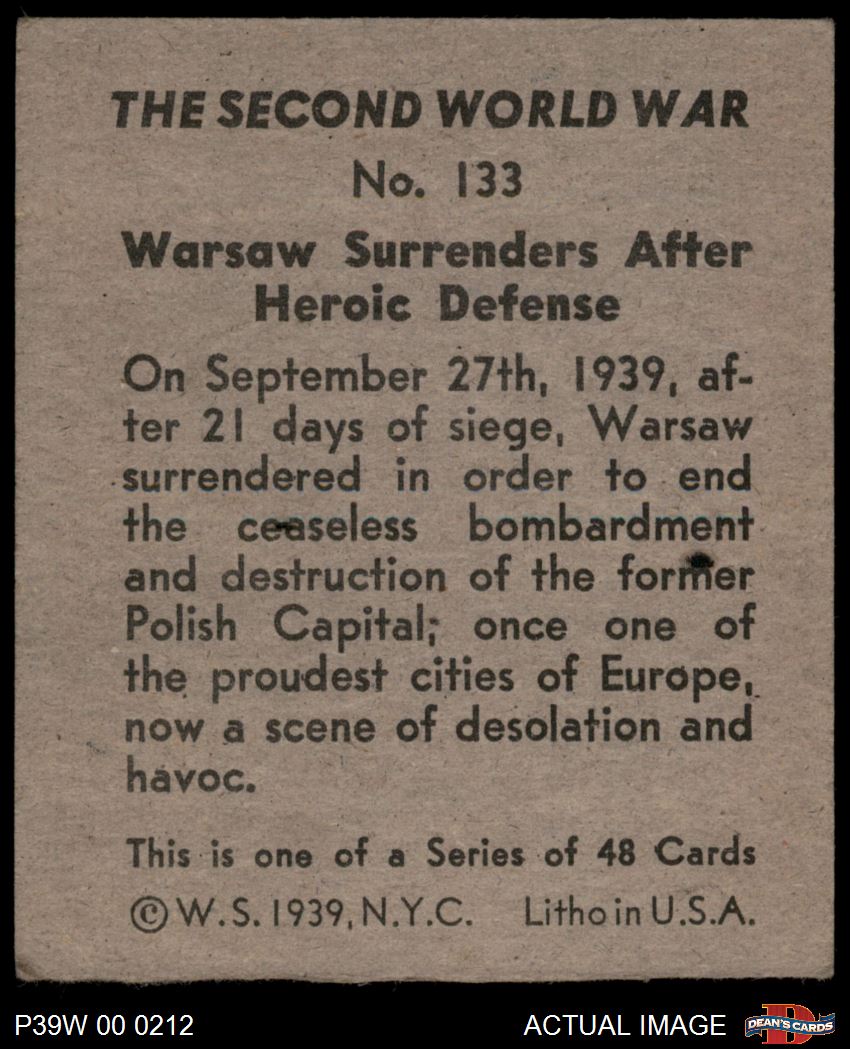 THE SECOND WORLD WAR
No. 133
Warsaw Surrenders After
Heroic Defense
On September 27th, 1939, af-
ter 21 days of siege, Warsaw
surrendered in order to end
the ceaseless bombardment
and destruction of the former
Polish Capital; once one of
the proudest cities of Europe,
now a scene of desolation and
havoc.
This is one of a Series of 48 Cards
© W. S. 1939, N.Y.C. Litho in U.S.A.
P39W 00 0212 ACTUAL IMAGE D DEAN'S CARDS